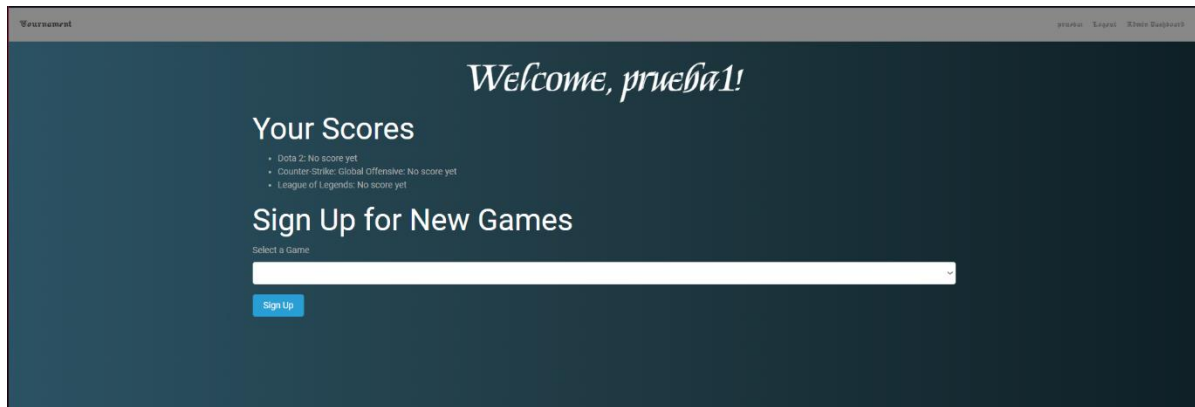 Tournament
prueba1 Logout Admin Dashboard
Welcome, prueba1!
Your Scores
Dota 2: No score yet
Counter-Strike: Global Offensive: No score yet
League of Legends: No score yet
Sign Up for New Games
Select a Game
Sign Up